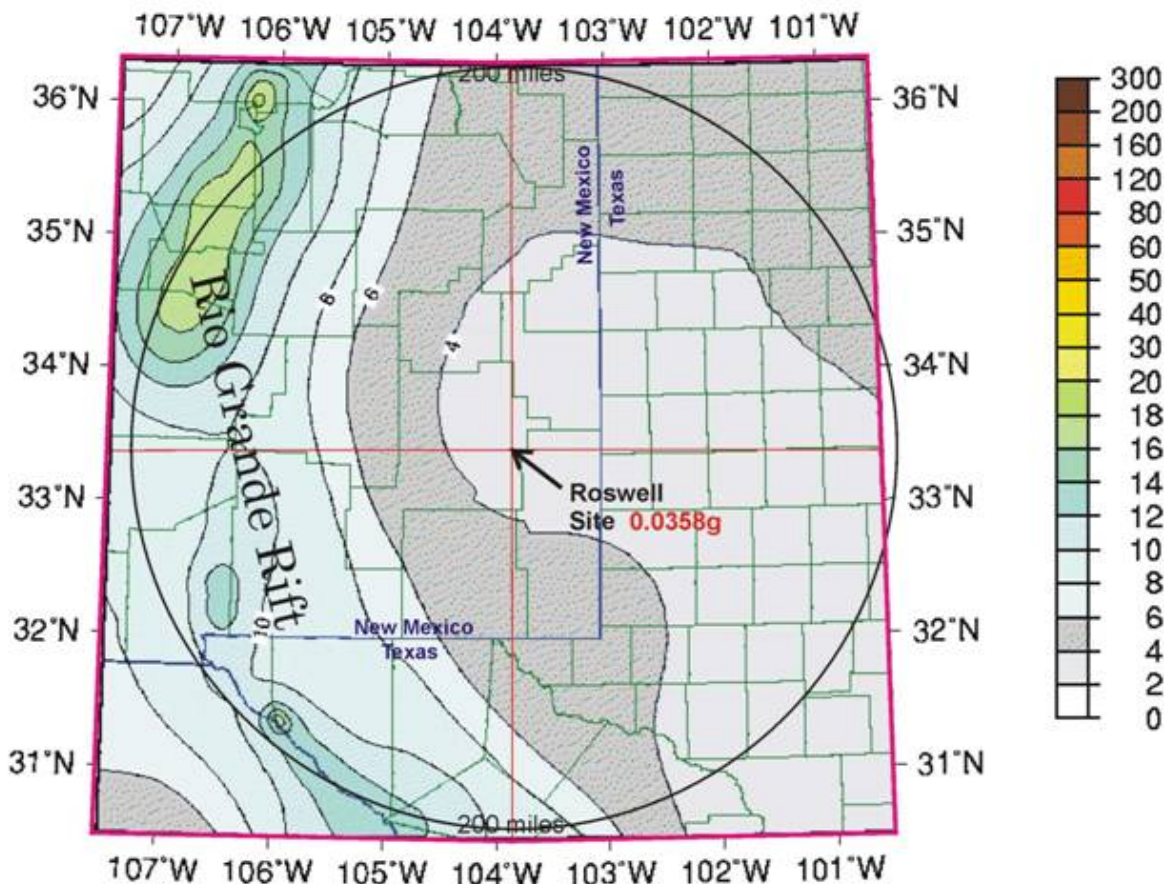 107°W 106°W 105°W 104°W 103°W 102°W 101°W
200 miles
36°N 36°N
35°N 35°N
34°N 34°N
33°N 33°N
32°N 32°N
31°N 31°N
New Mexico
Texas
Rio Grande Rift
8
6
4
10
Roswell
Site 0.0358g
New Mexico
Texas
200 miles
107°W 106°W 105°W 104°W 103°W 102°W 101°W
300
200
160
120
80
60
50
40
30
20
18
16
14
12
10
8
6
4
2
0